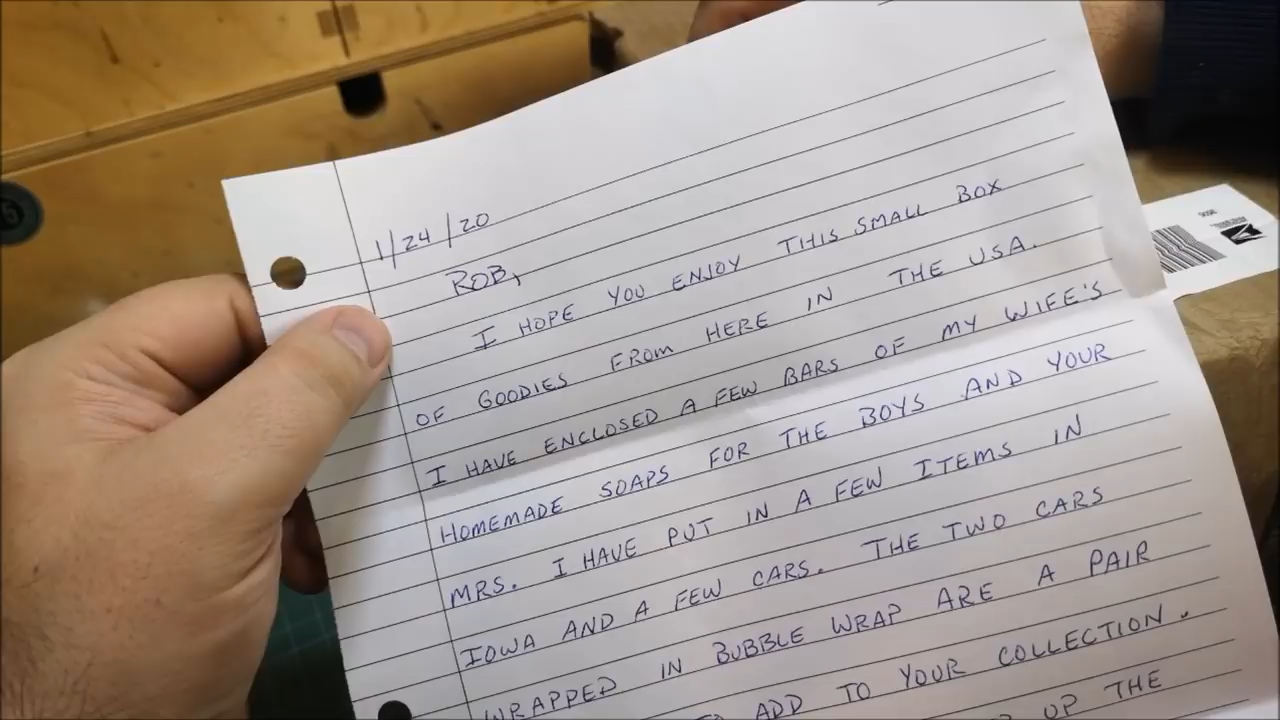 1/24/20
ROB,
I HOPE YOU ENJOY THIS SMALL BOX
OF GOODIES FROM HERE IN THE USA.
I HAVE ENCLOSED A FEW BARS OF MY WIFE'S
HOMEMADE SOAPS FOR THE BOYS AND YOUR
MRS. I HAVE PUT IN A FEW ITEMS IN
IOWA AND A FEW CARS. THE TWO CARS
WRAPPED IN BUBBLE WRAP ARE A PAIR
ADD TO YOUR COLLECTION.
UP THE